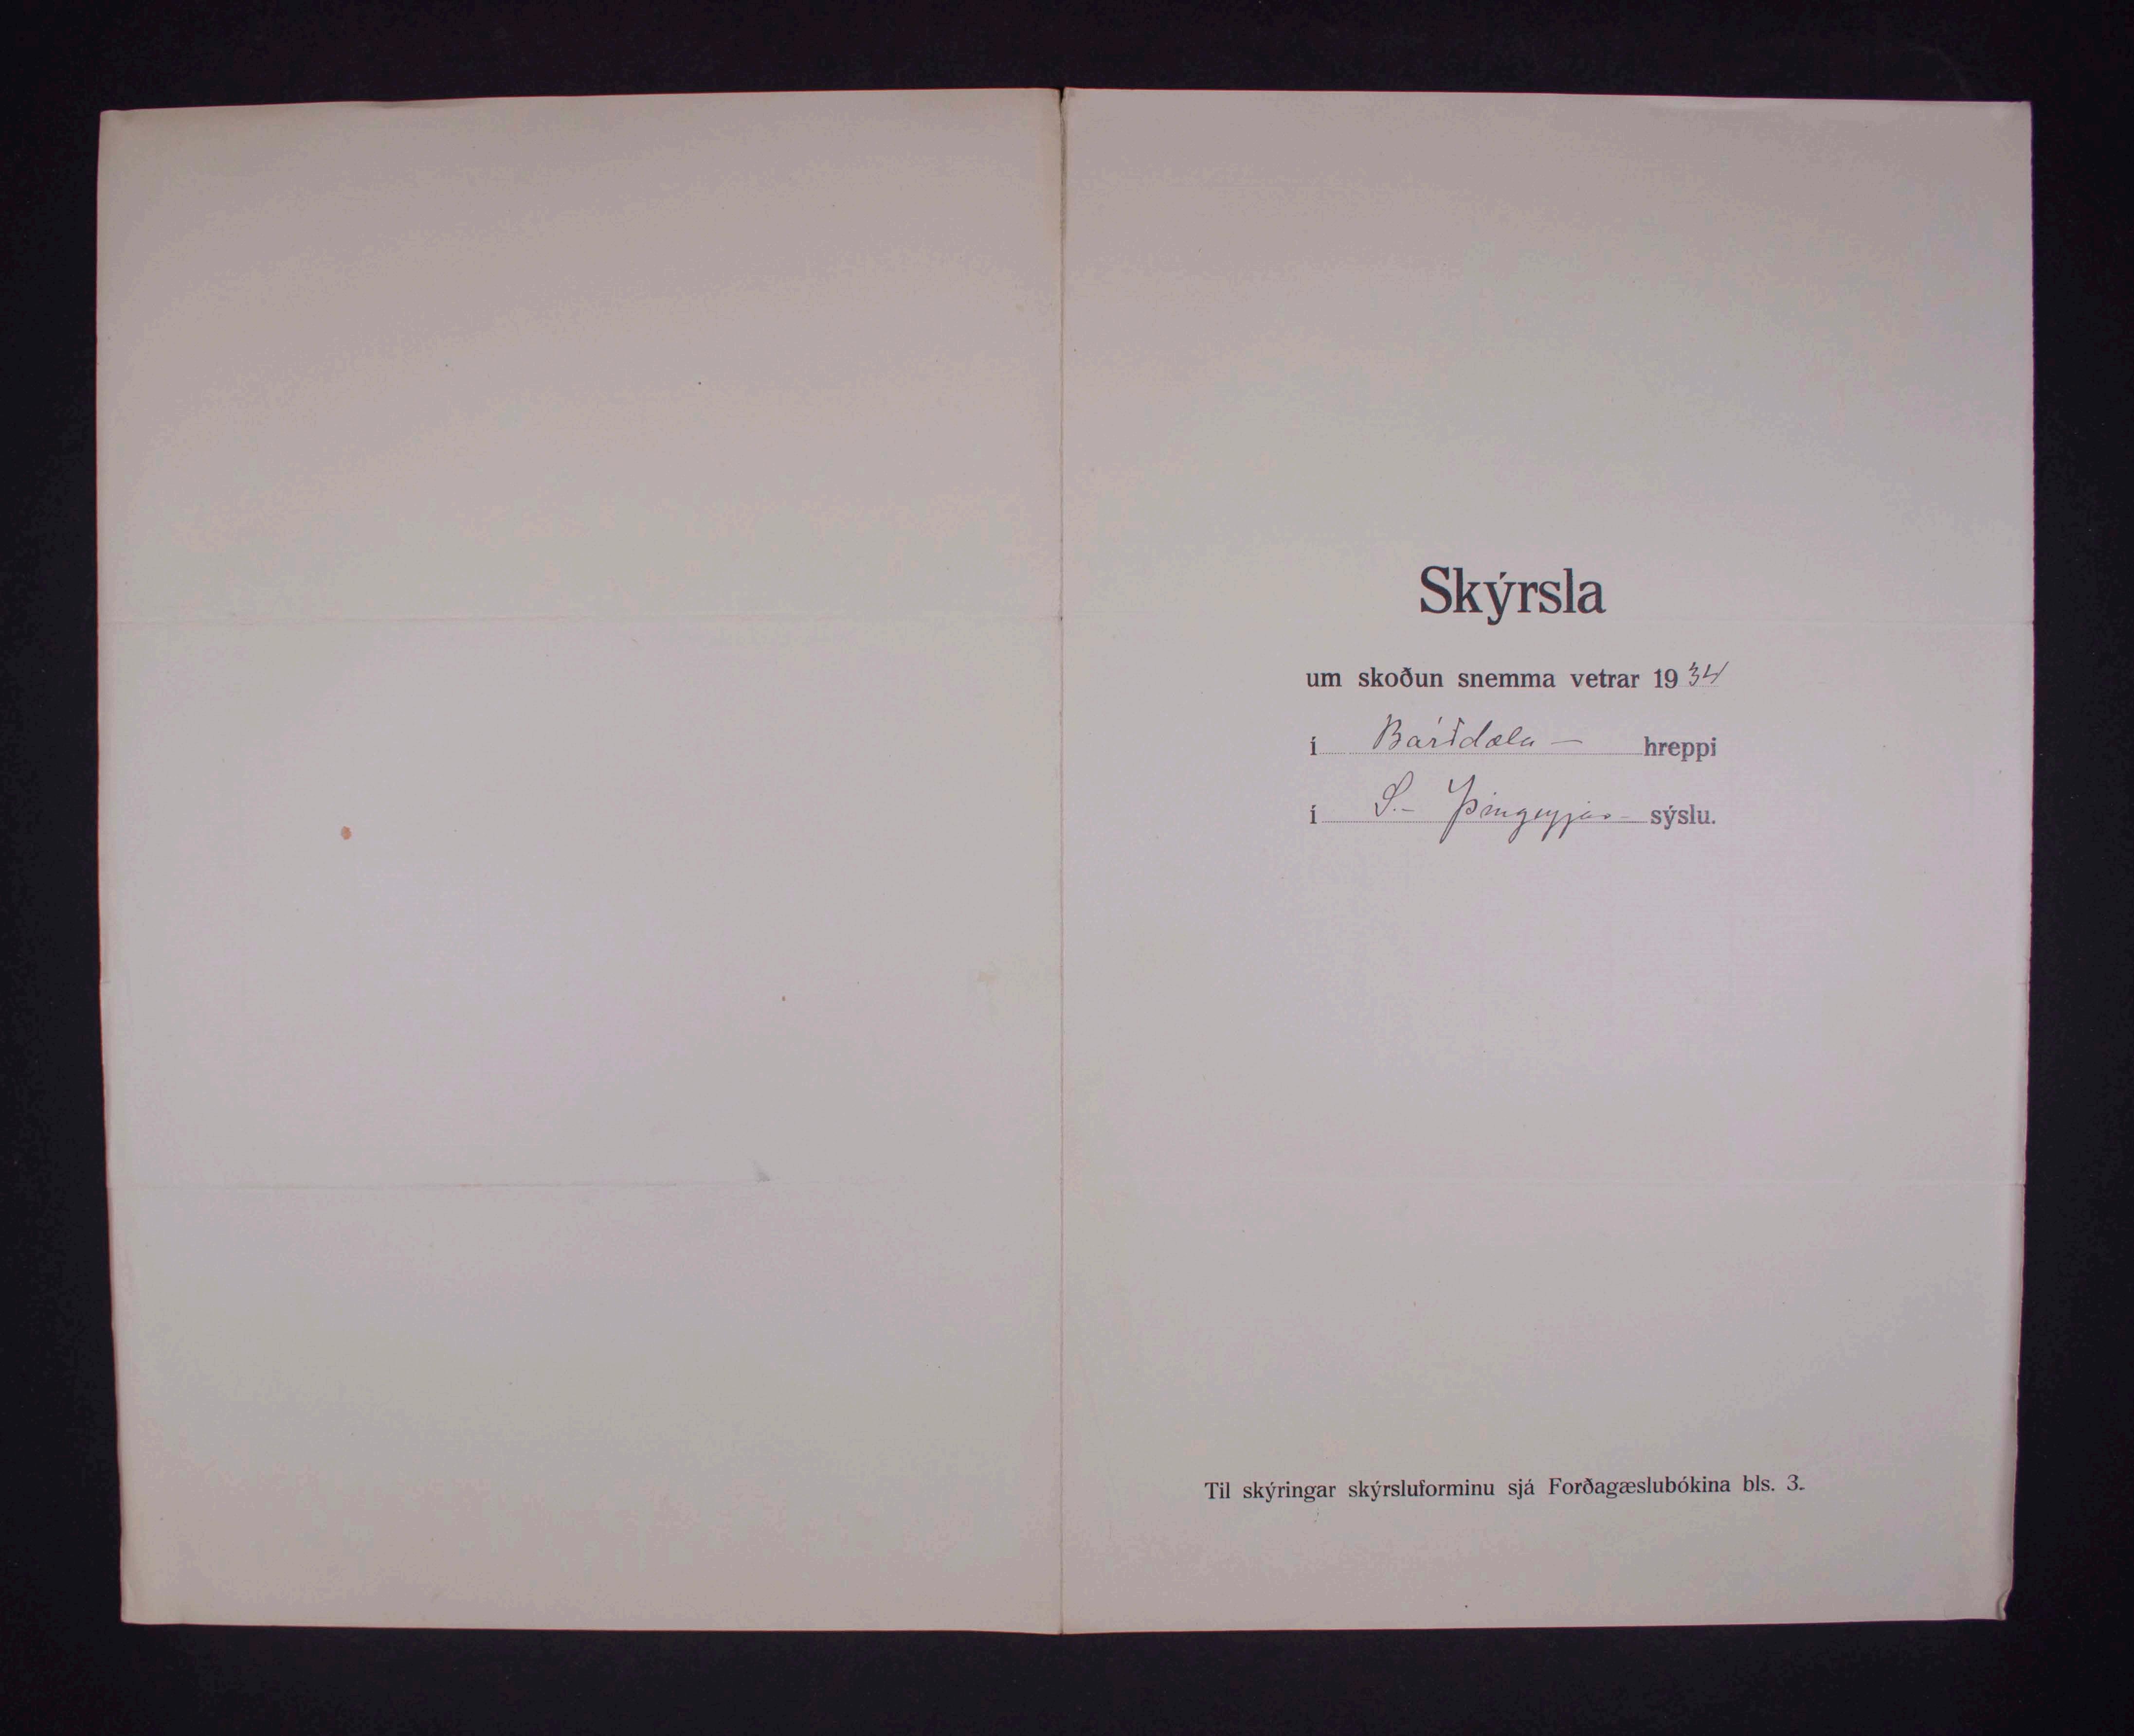 Skýrsla
um skoðun snemma vetrar 1934
í Bárðdæla - hreppi
í S.- Þingeyjar- sýslu.
Til skýringar skýrsluforminu sjá Forðagæslubókina bls. 3.